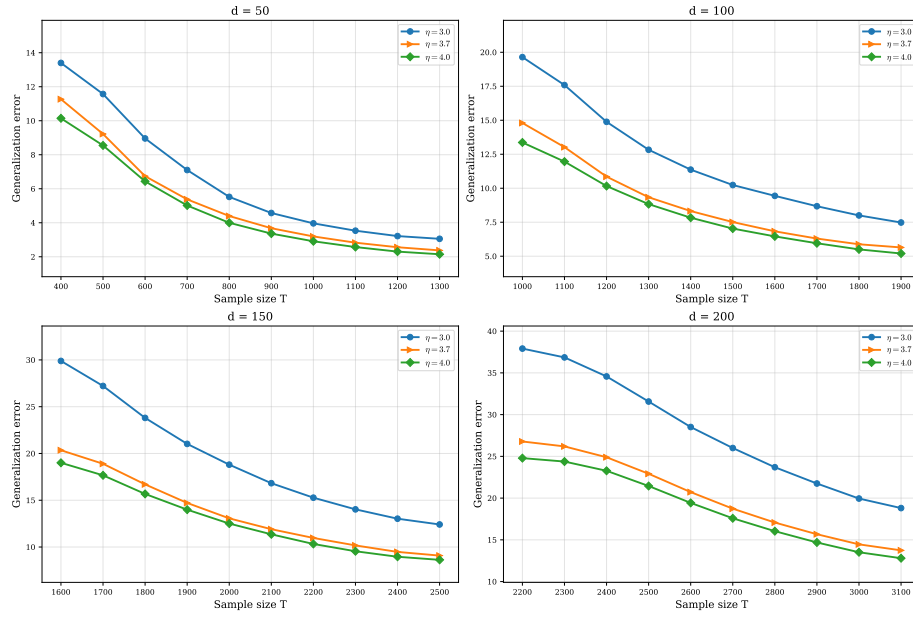 d = 50
Generalization error
14
12
10
8
6
4
2
400 500 600 700 800 900 1000 1100 1200 1300
Sample size T
η = 3.0
η = 3.7
η = 4.0
d = 100
Generalization error
20.0
17.5
15.0
12.5
10.0
7.5
5.0
1000 1100 1200 1300 1400 1500 1600 1700 1800 1900
Sample size T
η = 3.0
η = 3.7
η = 4.0
d = 150
Generalization error
30
25
20
15
10
1600 1700 1800 1900 2000 2100 2200 2300 2400 2500
Sample size T
η = 3.0
η = 3.7
η = 4.0
d = 200
Generalization error
40
35
30
25
20
15
10
2200 2300 2400 2500 2600 2700 2800 2900 3000 3100
Sample size T
η = 3.0
η = 3.7
η = 4.0